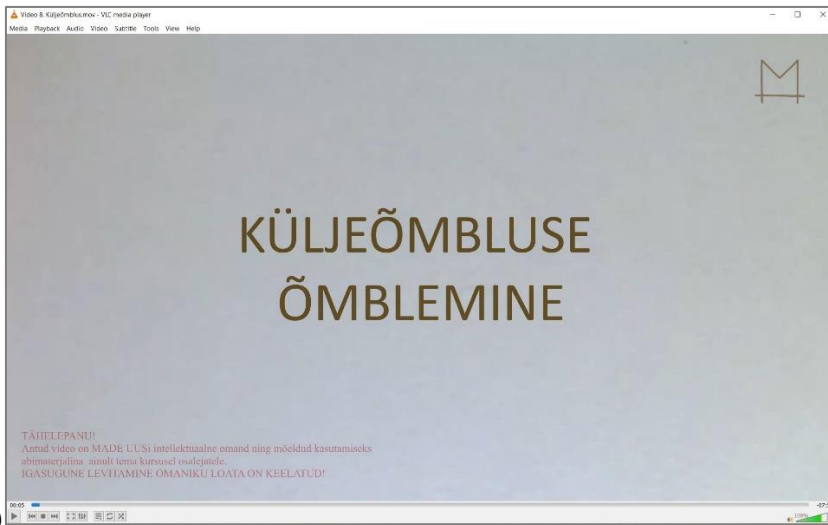 Video 8. Küljeõmblus.mov - VLC media player
Media Playback Audio Video Subtitle Tools View Help
KÜLJEÕMBLUSE
ÕMBLEMINE
TÄHELEPANU!
Antud video on MADE UUSi intellektuaalne omand ning mõeldud kasutamiseks
abimaterjalina ainult tema kursusel osalejatele.
IGASUGUNE LEVITAMINE OMANIKU LOATA ON KEELATUD!
00:05
100%